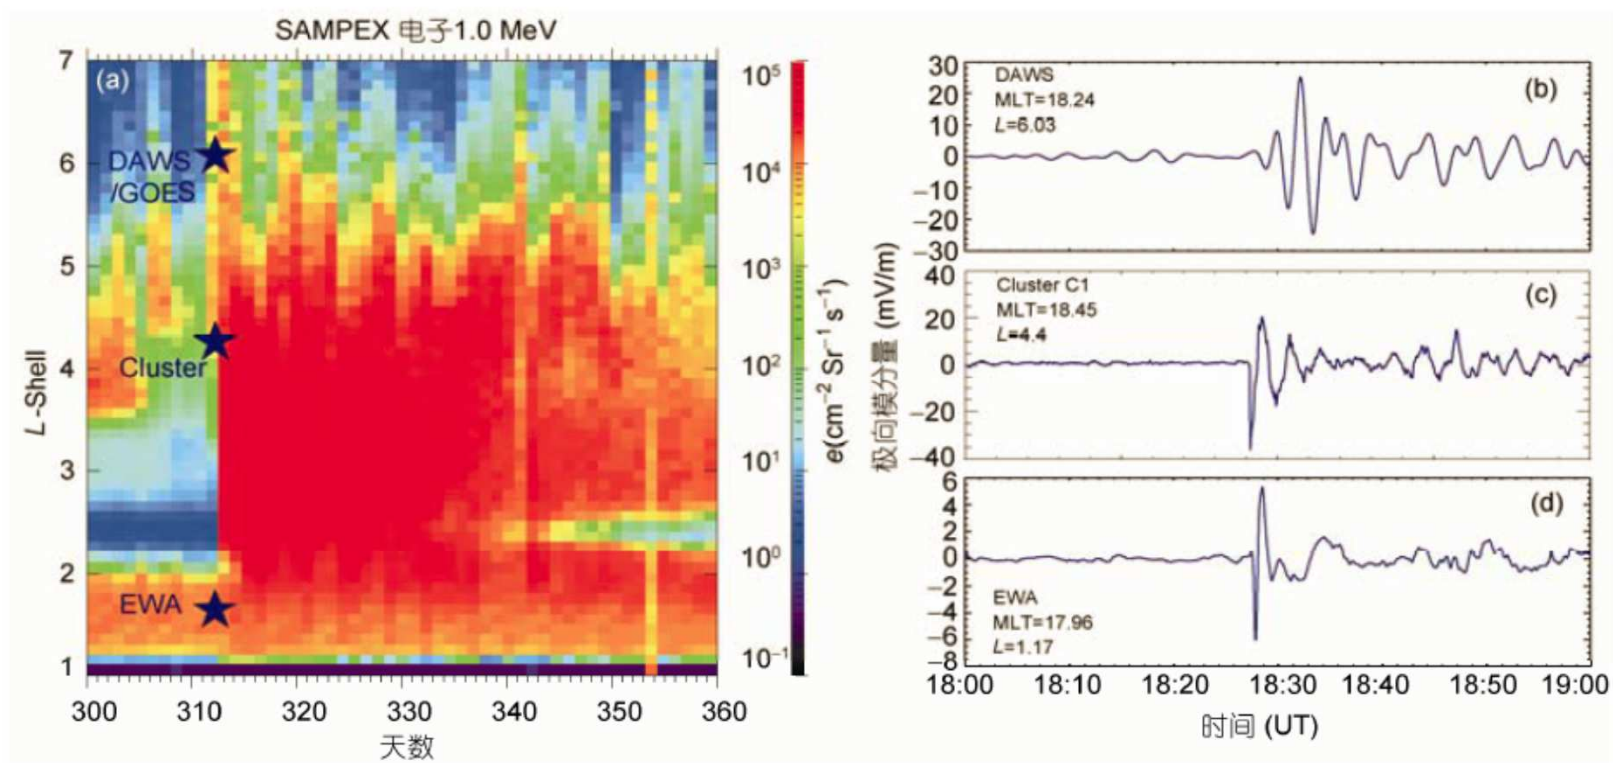 SAMPEX 电子1.0 MeV
(a)
7
6
5
4
3
2
1
L-Shell
DAWS
/GOES
Cluster
EWA
300
310
320
330
340
350
360
天数
10⁵
10⁴
10³
10²
10¹
10⁰
10⁻¹
e(cm⁻² Sr⁻¹ s⁻¹)
极向模分量 (mV/m)
30
20
10
0
−10
−20
−30
DAWS
MLT=18.24
L=6.03
(b)
40
20
0
−20
−40
Cluster C1
MLT=18.45
L=4.4
(c)
6
4
2
0
−2
−4
−6
−8
EWA
MLT=17.96
L=1.17
(d)
18:00
18:10
18:20
18:30
18:40
18:50
19:00
时间 (UT)